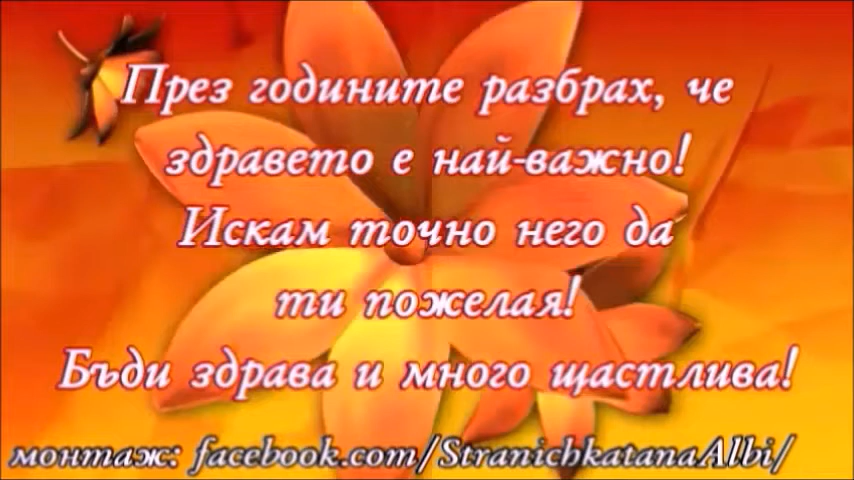 През годините разбрах, че
здравето е най-важно!
Искам точно него да
ти пожелая!
Бъди здрава и много щастлива!
монтаж: facebook.com/StranichkatanaAlbi/